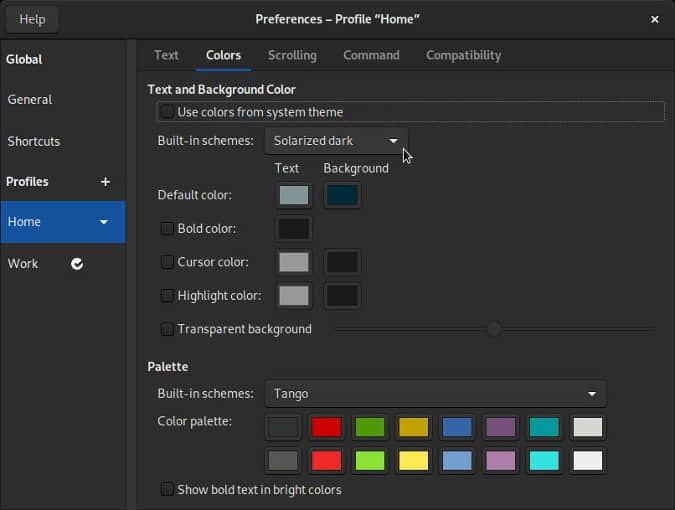 Help
Preferences – Profile “Home”
Global
General
Shortcuts
Profiles
Home
Work
Text Colors Scrolling Command Compatibility
Text and Background Color
Use colors from system theme
Built-in schemes: Solarized dark
Text Background
Default color:
Bold color:
Cursor color:
Highlight color:
Transparent background
Palette
Built-in schemes: Tango
Color palette:
Show bold text in bright colors